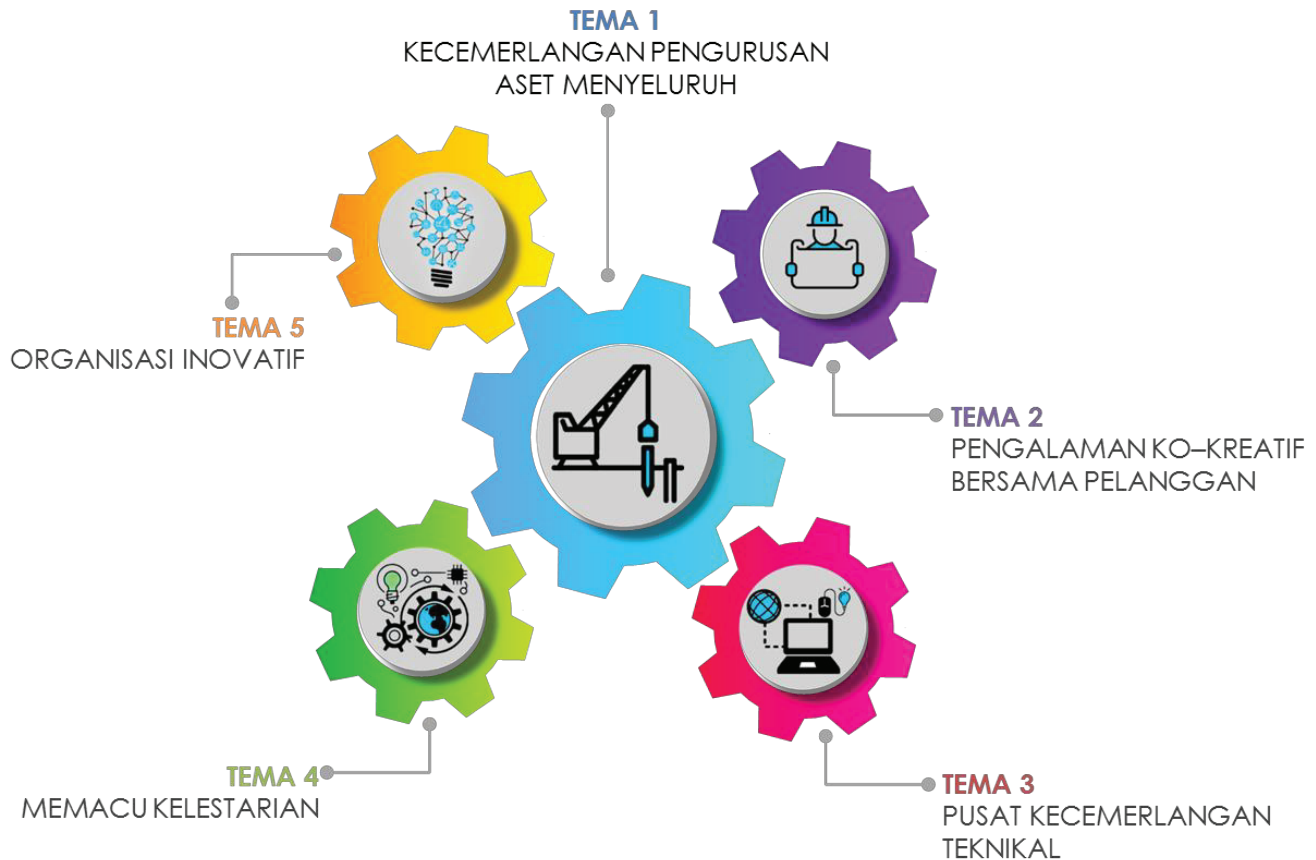 TEMA 1
KECEMERLANGAN PENGURUSAN
ASET MENYELURUH
TEMA 2
PENGALAMAN KO–KREATIF
BERSAMA PELANGGAN
TEMA 3
PUSAT KECEMERLANGAN
TEKNIKAL
TEMA 4
MEMACU KELESTARIAN
TEMA 5
ORGANISASI INOVATIF